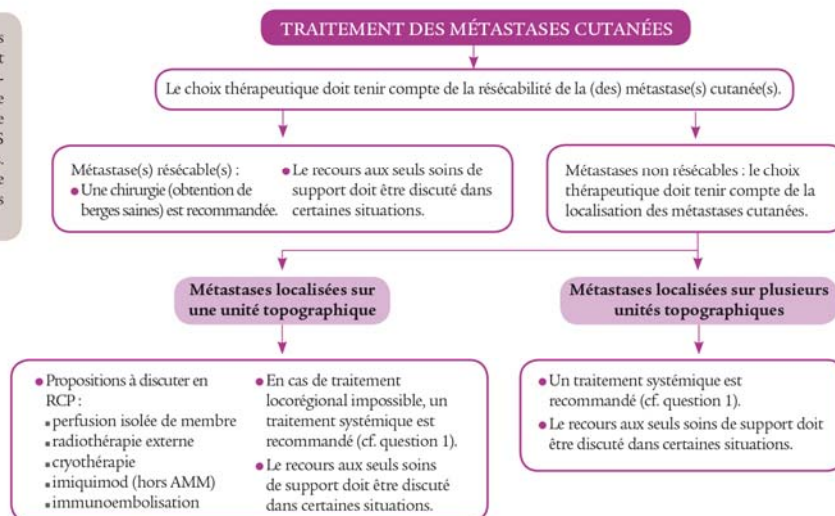 s
t
-
e
e
S
.
e
s
TRAITEMENT DES MÉTASTASES CUTANÉES
Le choix thérapeutique doit tenir compte de la résécabilité de la (des) métastase(s) cutanée(s).
Métastase(s) résécable(s) :
● Une chirurgie (obtention de
berges saines) est recommandée.
● Le recours aux seuls soins de
support doit être discuté dans
certaines situations.
Métastases non résécables : le choix
thérapeutique doit tenir compte de la
localisation des métastases cutanées.
Métastases localisées sur
une unité topographique
Métastases localisées sur plusieurs
unités topographiques
● Propositions à discuter en
RCP :
▪ perfusion isolée de membre
▪ radiothérapie externe
▪ cryothérapie
▪ imiquimod (hors AMM)
▪ immunoembolisation
● En cas de traitement
locorégional impossible, un
traitement systémique est
recommandé (cf. question 1).
● Le recours aux seuls soins
de support doit être discuté
dans certaines situations.
● Un traitement systémique est
recommandé (cf. question 1).
● Le recours aux seuls soins de support doit
être discuté dans certaines situations.